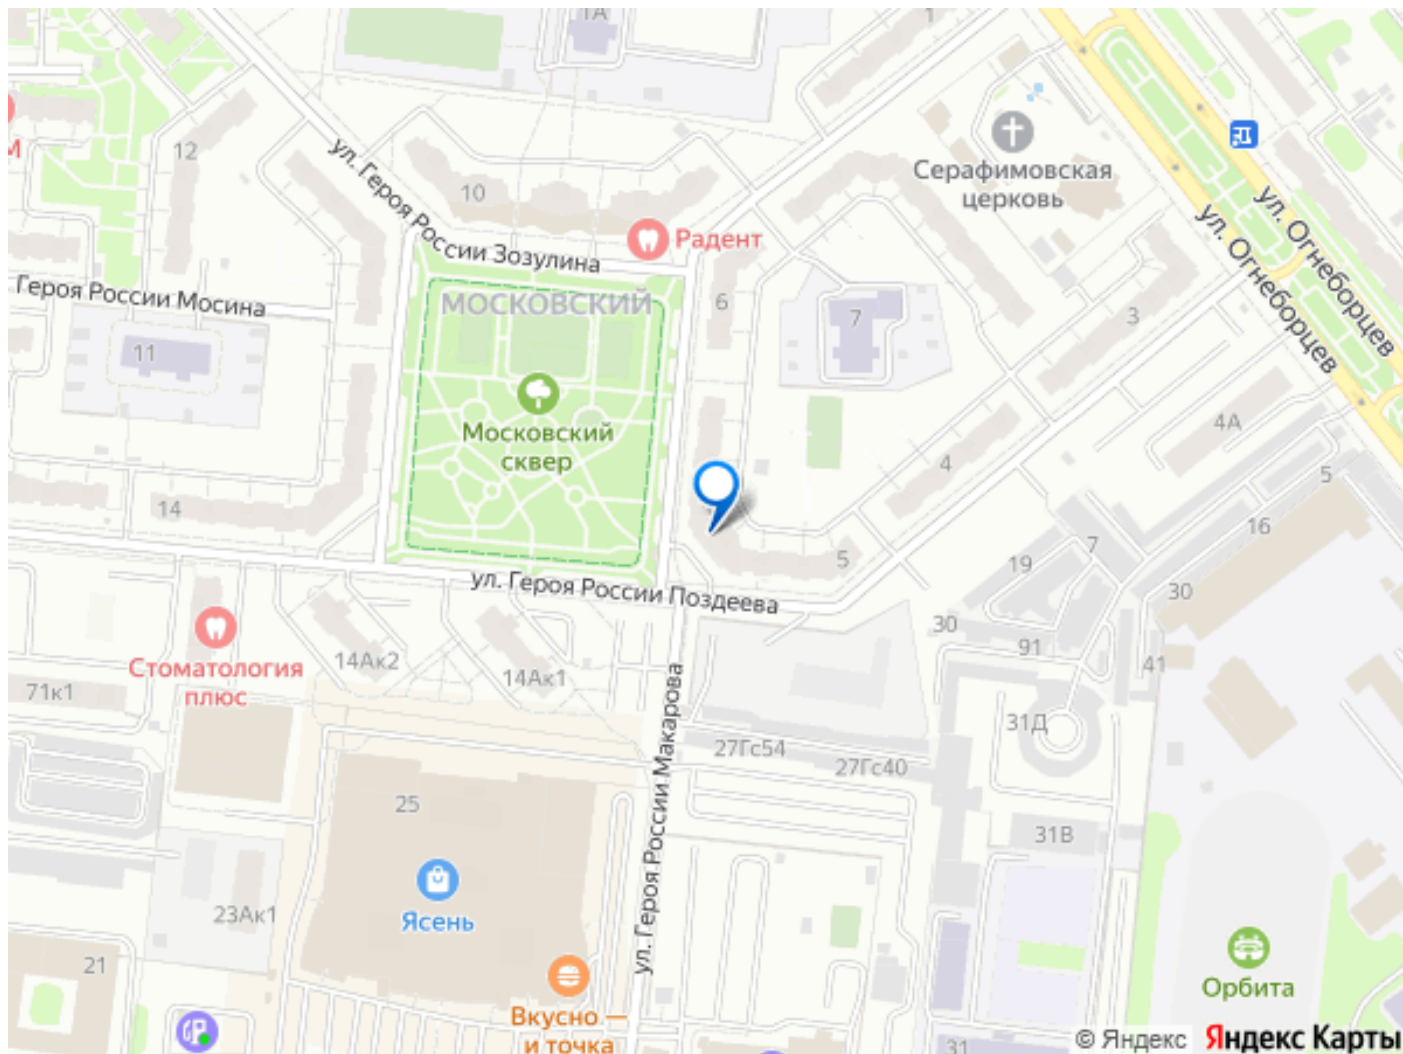 1А
1
12
ул. Героя России Зозулина
10
Радент
Серафимовская
церковь
ул. Огнеборцев
ул. Огнеборцев
М
Героя России Мосина
МОСКОВСКИЙ
6
7
3
11
Московский
сквер
4А
4
5
14
16
5
19
7
ул. Героя России Поздеева
30
30
Стоматология
плюс
14Ак2
14Ак1
91
41
71к1
ул. Героя России Макарова
27Гс54
27Гс40
31Д
25
31В
Ясень
23Ак1
21
Орбита
Вкусно —
и точка
31
© Яндекс Яндекс Карты